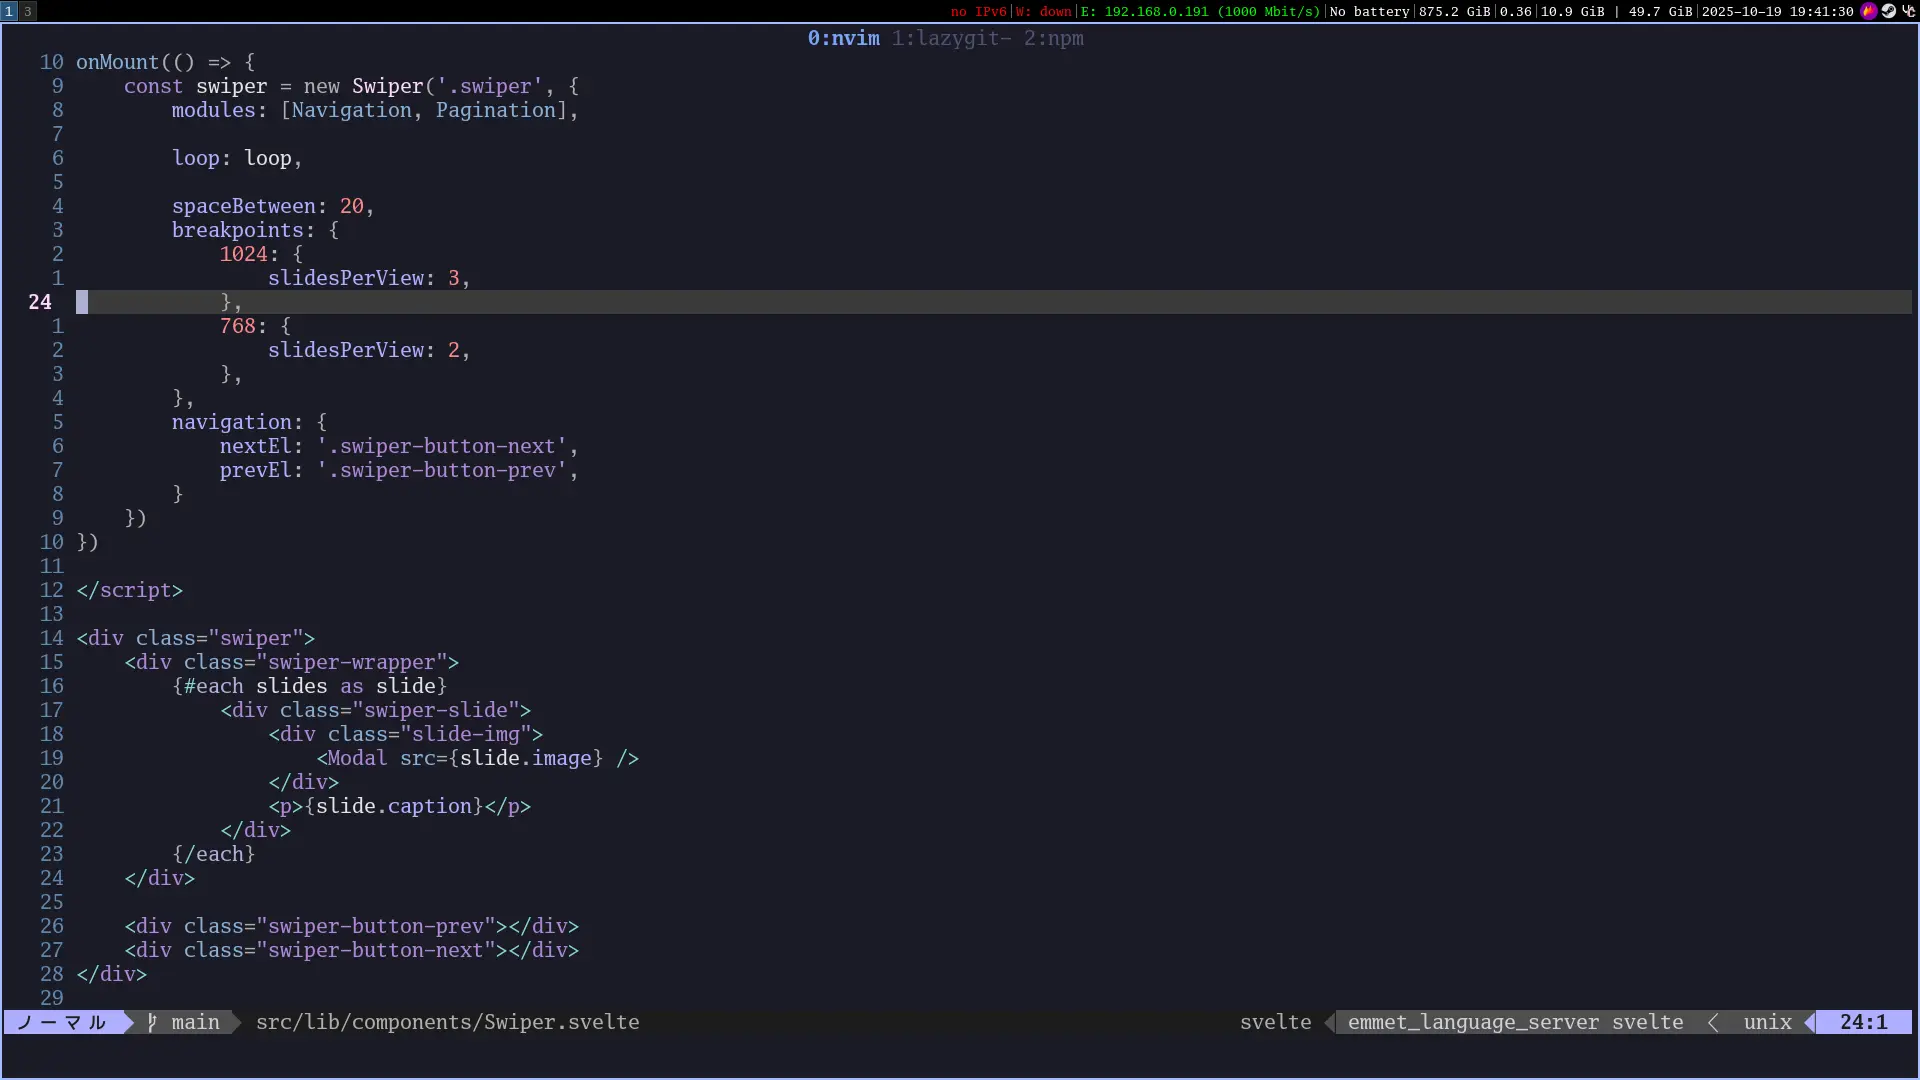 1 3 no IPv6|W: down|E: 192.168.0.191 (1000 Mbit/s)|No battery|875.2 GiB|0.36|10.9 GiB | 49.7 GiB|2025-10-19 19:41:30
0:nvim 1:lazygit- 2:npm
10 onMount(() => {
9 const swiper = new Swiper('.swiper', {
8 modules: [Navigation, Pagination],
7
6 loop: loop,
5
4 spaceBetween: 20,
3 breakpoints: {
2 1024: {
1 slidesPerView: 3,
24 },
1 768: {
2 slidesPerView: 2,
3 },
4 },
5 navigation: {
6 nextEl: '.swiper-button-next',
7 prevEl: '.swiper-button-prev',
8 }
9 })
10 })
11
12 </script>
13
14 <div class="swiper">
15 <div class="swiper-wrapper">
16 {#each slides as slide}
17 <div class="swiper-slide">
18 <div class="slide-img">
19 <Modal src={slide.image} />
20 </div>
21 <p>{slide.caption}</p>
22 </div>
23 {/each}
24 </div>
25
26 <div class="swiper-button-prev"></div>
27 <div class="swiper-button-next"></div>
28 </div>
29
ノーマル main src/lib/components/Swiper.svelte svelte emmet_language_server svelte unix 24:1